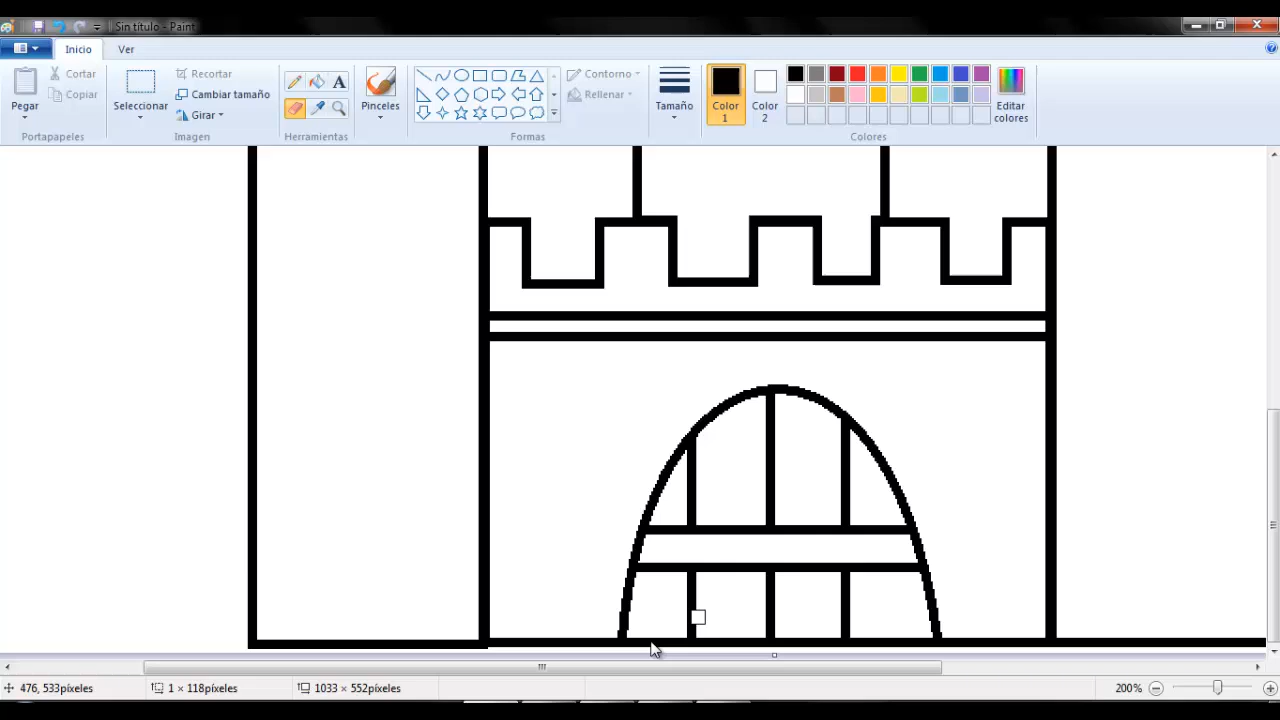 Sin título - Paint
Inicio
Ver
Pegar
Cortar
Copiar
Portapapeles
Seleccionar
Recortar
Cambiar tamaño
Girar
Imagen
A
Herramientas
Pinceles
Formas
Contorno
Rellenar
Tamaño
Color 1
Color 2
Colores
Editar colores
476, 533píxeles
1 × 118píxeles
1033 × 552píxeles
200%